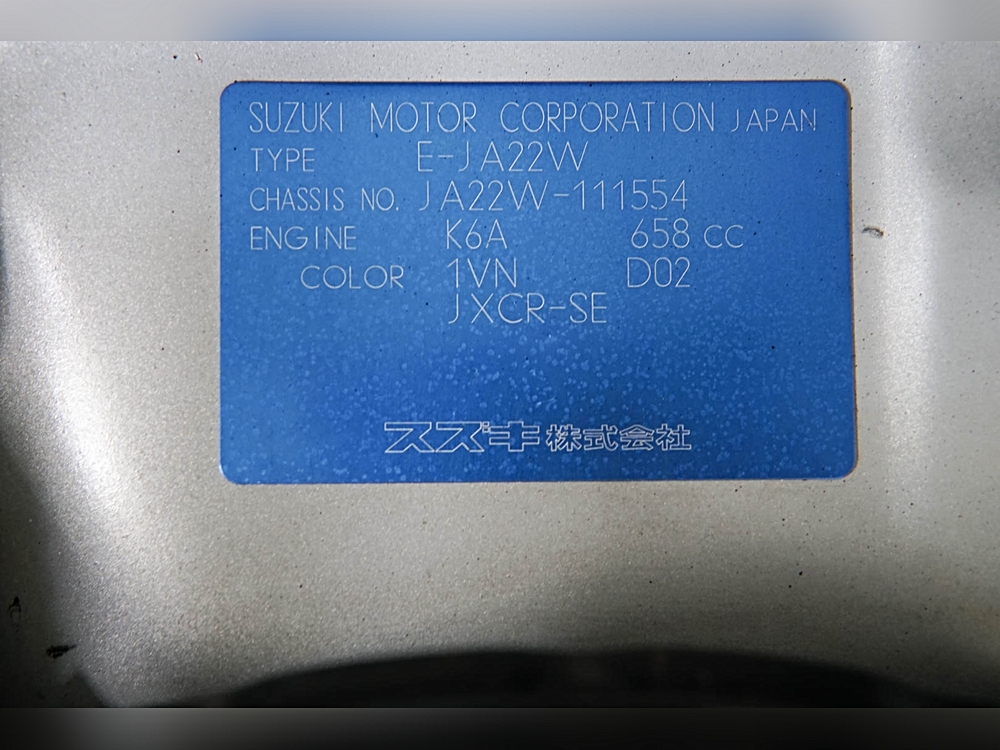 SUZUKI MOTOR CORPORATION JAPAN
TYPE E-JA22W
CHASSIS NO. JA22W-111554
ENGINE K6A 658 CC
COLOR 1VN D02
JXCR-SE
スズキ株式会社